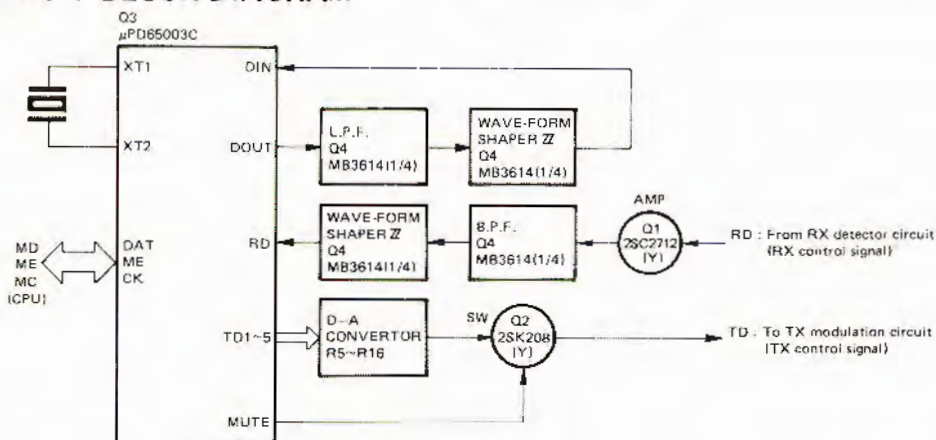 Q3
μPD65003C
XT1
XT2
DIN
DOUT
RD
TD1~5
MUTE
DAT
ME
CK
MD
ME
MC
(CPU)
L.P.F.
Q4
MB3614(1/4)
WAVE-FORM
SHAPER II
Q4
MB3614(1/4)
WAVE-FORM
SHAPER II
Q4
MB3614(1/4)
B.P.F.
Q4
MB3614(1/4)
AMP
Q1
2SC2712
(Y)
RD : From RX detector circuit
(RX control signal)
D-A
CONVERTOR
R5~R16
SW
Q2
2SK208
(Y)
TD : To TX modulation circuit
(TX control signal)